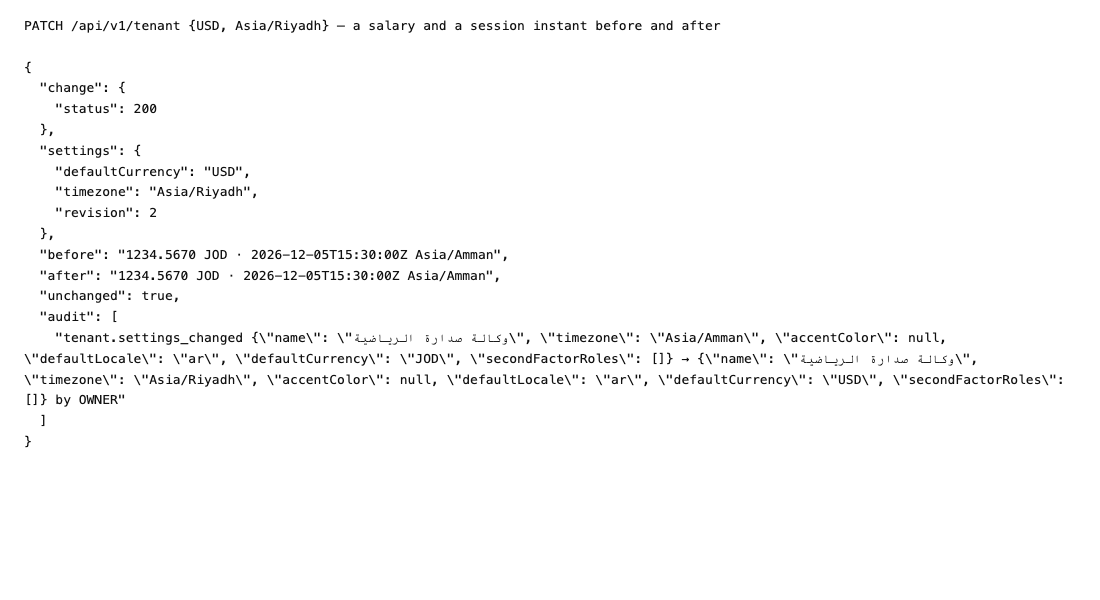 PATCH /api/v1/tenant {USD, Asia/Riyadh} — a salary and a session instant before and after
{
  "change": {
    "status": 200
  },
  "settings": {
    "defaultCurrency": "USD",
    "timezone": "Asia/Riyadh",
    "revision": 2
  },
  "before": "1234.5670 JOD · 2026-12-05T15:30:00Z Asia/Amman",
  "after": "1234.5670 JOD · 2026-12-05T15:30:00Z Asia/Amman",
  "unchanged": true,
  "audit": [
    "tenant.settings_changed {\"name\": \"وكالة صدارة الرياضية\", \"timezone\": \"Asia/Amman\", \"accentColor\": null,
\"defaultLocale\": \"ar\", \"defaultCurrency\": \"JOD\", \"secondFactorRoles\": []} → {\"name\": \"وكالة صدارة الرياضية\",
\"timezone\": \"Asia/Riyadh\", \"accentColor\": null, \"defaultLocale\": \"ar\", \"defaultCurrency\": \"USD\", \"secondFactorRoles\":
[]} by OWNER"
  ]
}